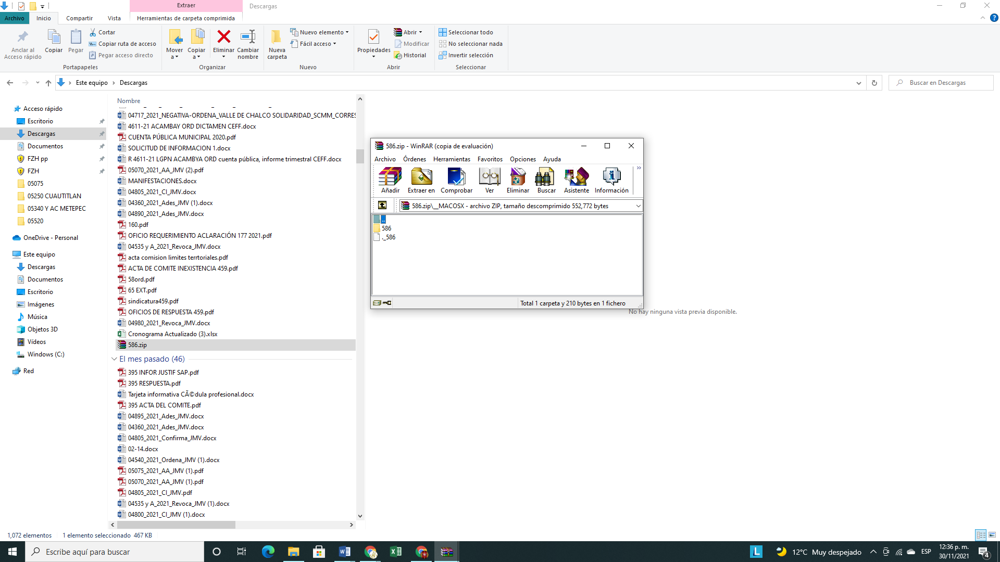 Extraer
Descargas
Archivo
Inicio
Compartir
Vista
Herramientas de carpeta comprimida
Anclar al
Acceso rápido
Copiar
Pegar
Cortar
Copiar ruta de acceso
Pegar acceso directo
Portapapeles
Mover
a
Copiar
a
Eliminar
Cambiar
nombre
Organizar
Nueva
carpeta
Nuevo elemento
Fácil acceso
Nuevo
Propiedades
Abrir
Modificar
Historial
Abrir
Seleccionar todo
No seleccionar nada
Invertir selección
Seleccionar
Este equipo > Descargas
Buscar en Descargas
Acceso rápido
Escritorio
Descargas
Documentos
FZH pp
FZH
05075
05250 CUAUTITLAN
05340 Y AC METEPEC
05520
OneDrive - Personal
Este equipo
Descargas
Documentos
Escritorio
Imágenes
Música
Objetos 3D
Vídeos
Windows (C:)
Red
Nombre
04717_2021_NEGATIVA-ORDENA_VALLE DE CHALCO SOLIDARIDAD_SCMM_CORRES
4611-21 ACAMBAY ORD DICTAMEN CEFF.docx
CUENTA PÚBLICA MUNICIPAL 2020.pdf
SOLICITUD DE INFORMACION 1.docx
R 4611-21 LGPN ACAMBYA ORD cuenta pública, informe trimestral CEFF.docx
05070_2021_AA_JMV (2).pdf
MANIFESTACIONES.docx
04805_2021_CI_JMV.docx
04360_2021_Ades_JMV (1).docx
04890_2021_Ades_JMV.docx
160.pdf
OFICIO REQUERIMIENTO ACLARACIÓN 177 2021.pdf
04535 y A_2021_Revoca_JMV.docx
acta comision limites terrtoriales.pdf
ACTA DE COMITE INEXISTENCIA 459.pdf
58ord.pdf
65 EXT.pdf
sindicatura459.pdf
OFICIOS DE RESPUESTA 459.pdf
04980_2021_Revoca_JMV.docx
Cronograma Actualizado (3).xlsx
586.zip
El mes pasado (46)
395 INFOR JUSTIF SAP.pdf
395 RESPUESTA.pdf
Tarjeta informativa CÃ©dula profesional.docx
395 ACTA DEL COMITE.pdf
04895_2021_Ades_JMV.docx
04360_2021_Ades_JMV.docx
04805_2021_Confirma_JMV.docx
02-14.docx
04540_2021_Ordena_JMV (1).docx
05075_2021_AA_JMV (1).pdf
05070_2021_AA_JMV (1).pdf
04805_2021_CI_JMV.pdf
04535 y A_2021_Revoca_JMV (1).docx
04800_2021_CI_JMV (1).docx
586.zip - WinRAR (copia de evaluación)
Archivo Órdenes Herramientas Favoritos Opciones Ayuda
Añadir
Extraer en
Comprobar
Ver
Eliminar
Buscar
Asistente
Información
586.zip\__MACOSX - archivo ZIP, tamaño descomprimido 552,772 bytes
..
586
._586
Total 1 carpeta y 210 bytes en 1 fichero
No hay ninguna vista previa disponible.
1,072 elementos
1 elemento seleccionado 467 KB
Escribe aquí para buscar
L
12°C Muy despejado
ESP
12:36 p. m.
30/11/2021
4